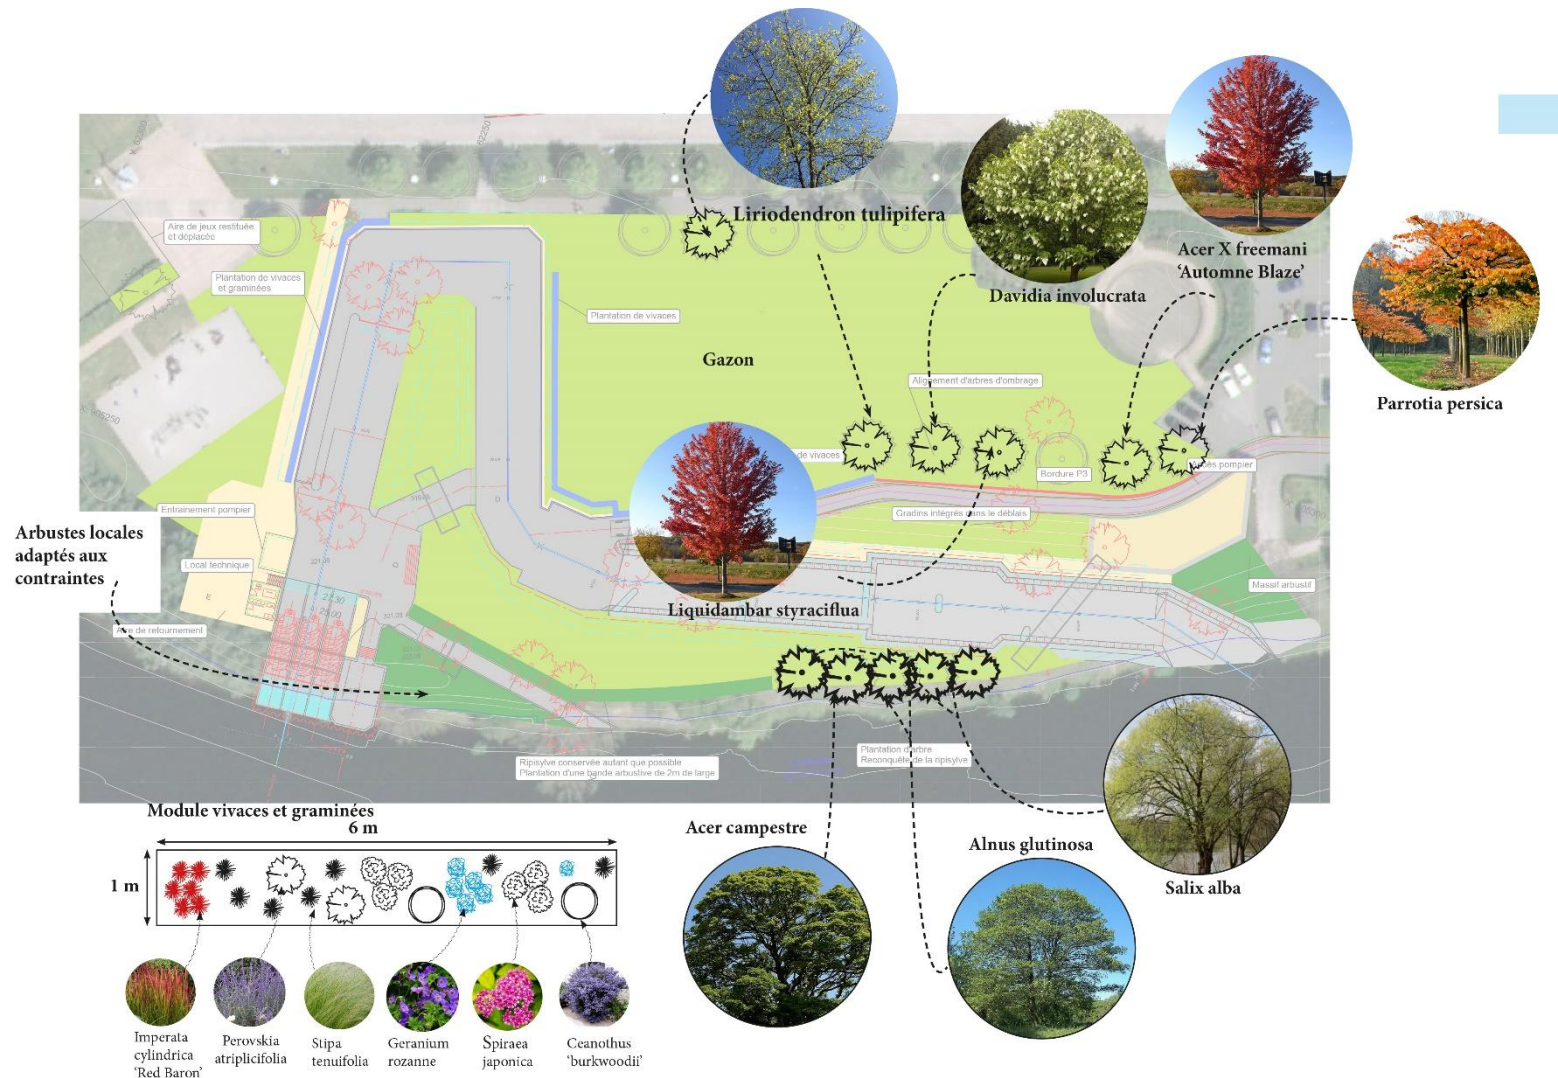 Liriodendron tulipifera
Davidia involucrata
Acer X freemani
‘Automne Blaze’
Parrotia persica
Aire de jeux restituée
et déplacée
Plantation de vivaces
et graminées
Plantation de vivaces
Gazon
Alignement d'arbres d'ombrage
de vivaces
Bordure P3
pompier
Gradins intégrés dans le déblais
Entrainement pompier
Arbustes locales
adaptés aux
contraintes
Local technique
Massif arbustif
Liquidambar styraciflua
Aire de retournement
Plantation d'arbre
Reconquête de la ripisylve
Ripisylve conservée autant que possible
Plantation d'une bande arbustive de 2m de large
Module vivaces et graminées
6 m
1 m
Acer campestre
Alnus glutinosa
Salix alba
Imperata
cylindrica
‘Red Baron’
Perovskia
atriplicifolia
Stipa
tenuifolia
Geranium
rozanne
Spiraea
japonica
Ceanothus
‘burkwoodii’